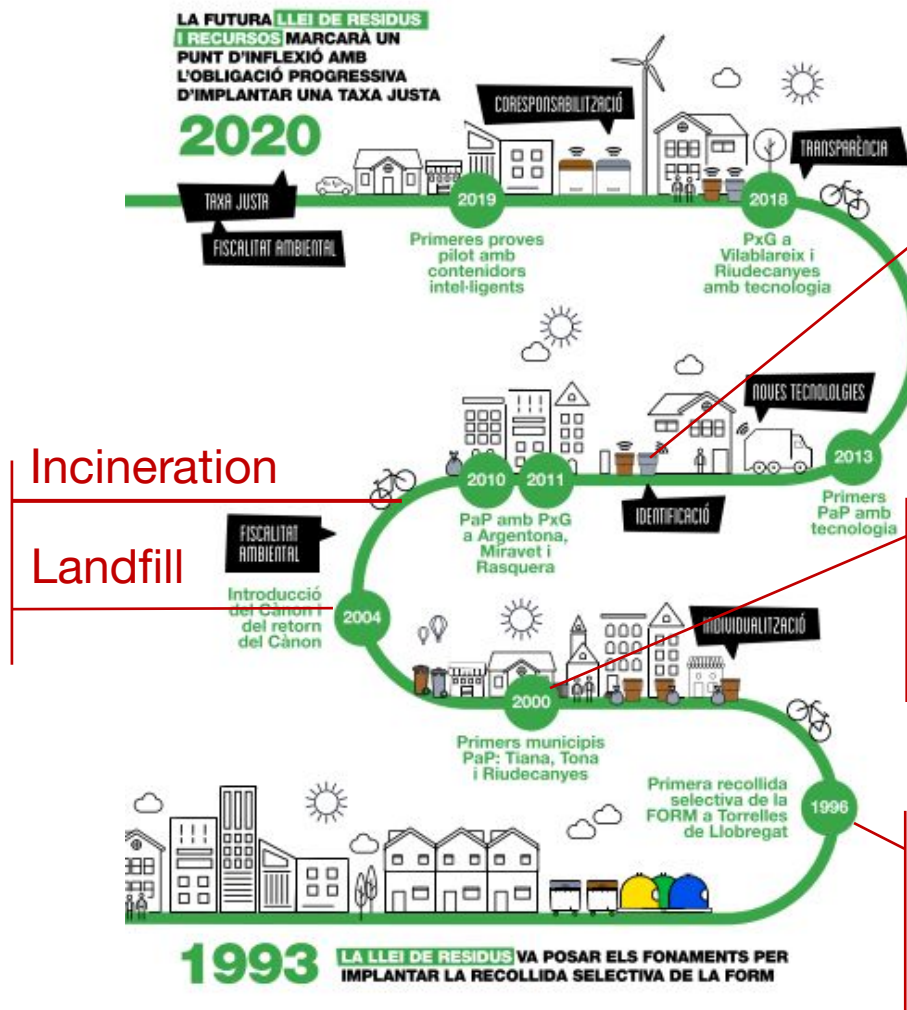 LA FUTURA LLEI DE RESIDUS
I RECURSOS MARCARÀ UN
PUNT D'INFLEXIÓ AMB
L'OBLIGACIÓ PROGRESSIVA
D'IMPLANTAR UNA TAXA JUSTA
2020
CORESPONSABILITZACIÓ
TRANSPARÈNCIA
TAXA JUSTA
FISCALITAT AMBIENTAL
2019
Primeres proves
pilot amb
contenidors
intel·ligents
2018
PxG a
Vilablareix i
Riudecanyes
amb tecnologia
NOUES TECNOLOLGIES
IDENTIFICACIÓ
2013
Primers
PaP amb
tecnologia
2010
2011
PaP amb PxG
a Argentona,
Miravet i
Rasquera
Incineration
FISCALITAT
AMBIENTAL
Landfill
2004
Introducció
del Cànon i
del retorn
del Cànon
INDIVIDUALITZACIÓ
2000
Primers municipis
PaP: Tiana, Tona
i Riudecanyes
1996
Primera recollida
selectiva de la
FORM a Torrelles
de Llobregat
1993
LA LLEI DE RESIDUS VA POSAR ELS FONAMENTS PER
IMPLANTAR LA RECOLLIDA SELECTIVA DE LA FORM